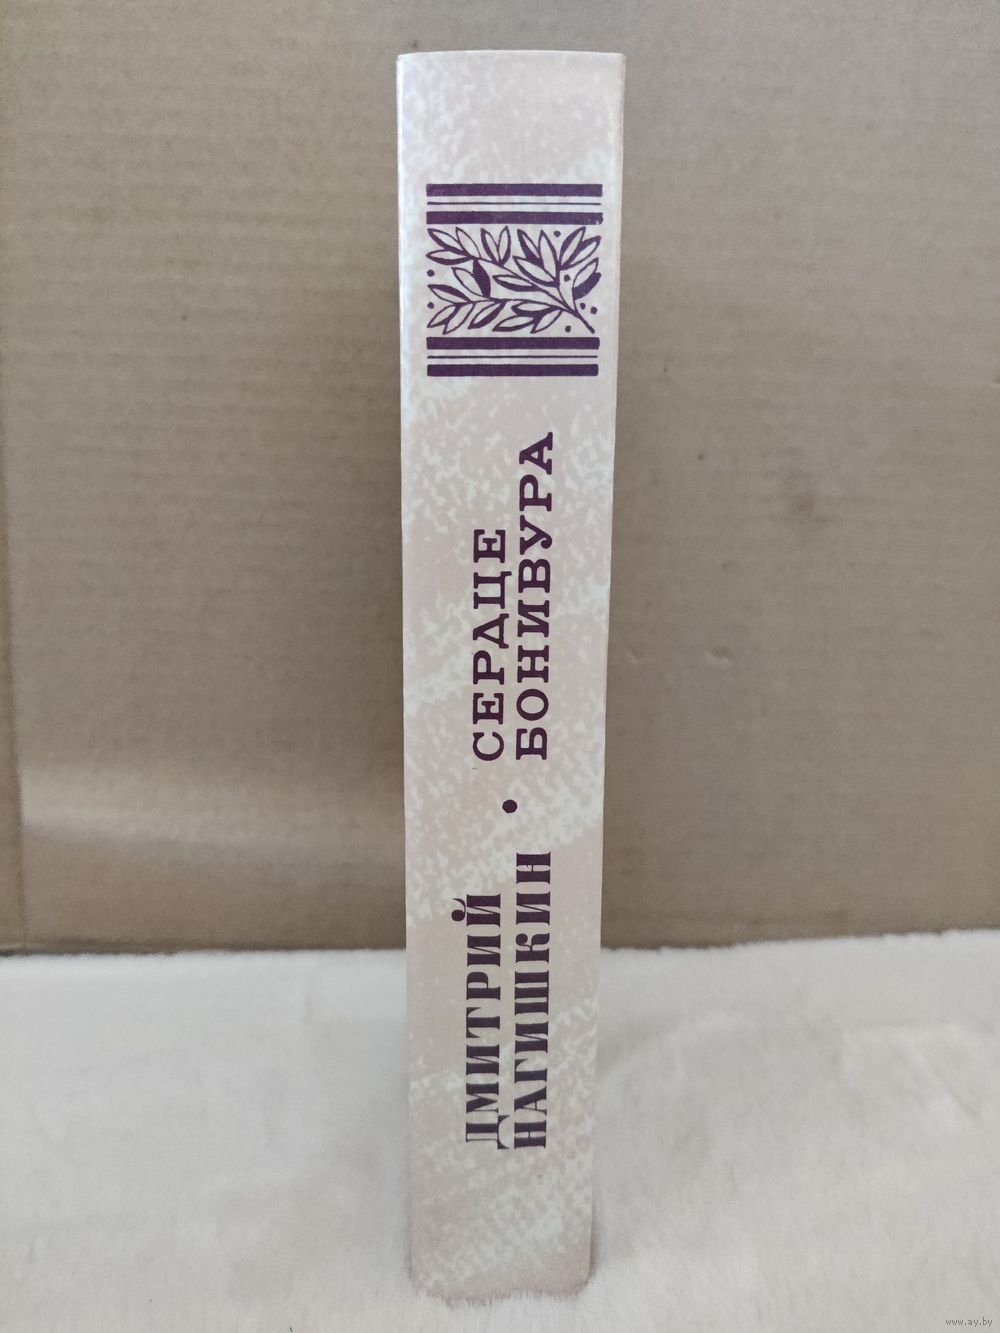 ДМИТРИЙ
НАГИШКИН
•
СЕРДЦЕ
БОНИВУРА
www.ay.by